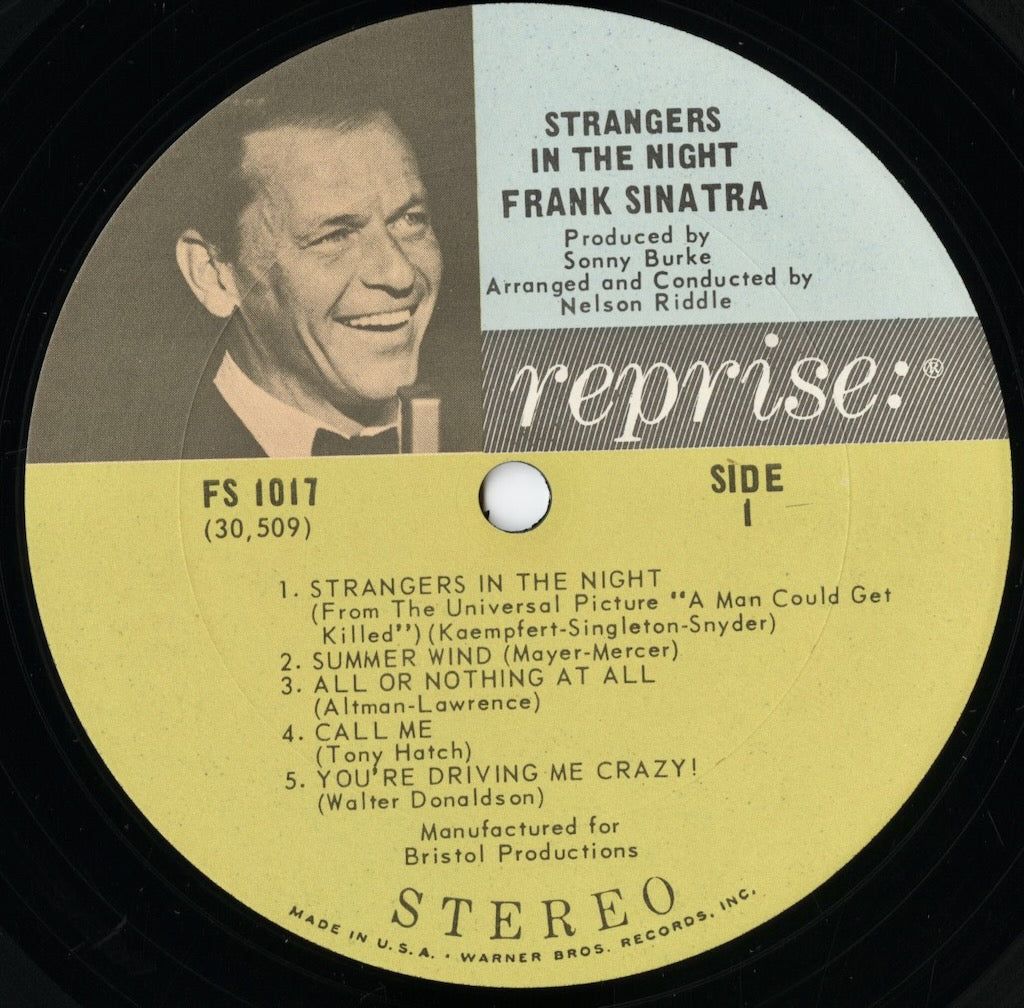 STRANGERS
IN THE NIGHT
FRANK SINATRA
Produced by
Sonny Burke
Arranged and Conducted by
Nelson Riddle
reprise:®
FS 1017
(30,509)
SIDE
1
1. STRANGERS IN THE NIGHT
(From The Universal Picture "A Man Could Get
Killed") (Kaempfert-Singleton-Snyder)
2. SUMMER WIND (Mayer-Mercer)
3. ALL OR NOTHING AT ALL
(Altman-Lawrence)
4. CALL ME
(Tony Hatch)
5. YOU'RE DRIVING ME CRAZY!
(Walter Donaldson)
Manufactured for
Bristol Productions
STEREO
MADE IN U.S.A. • WARNER BROS. RECORDS, INC.